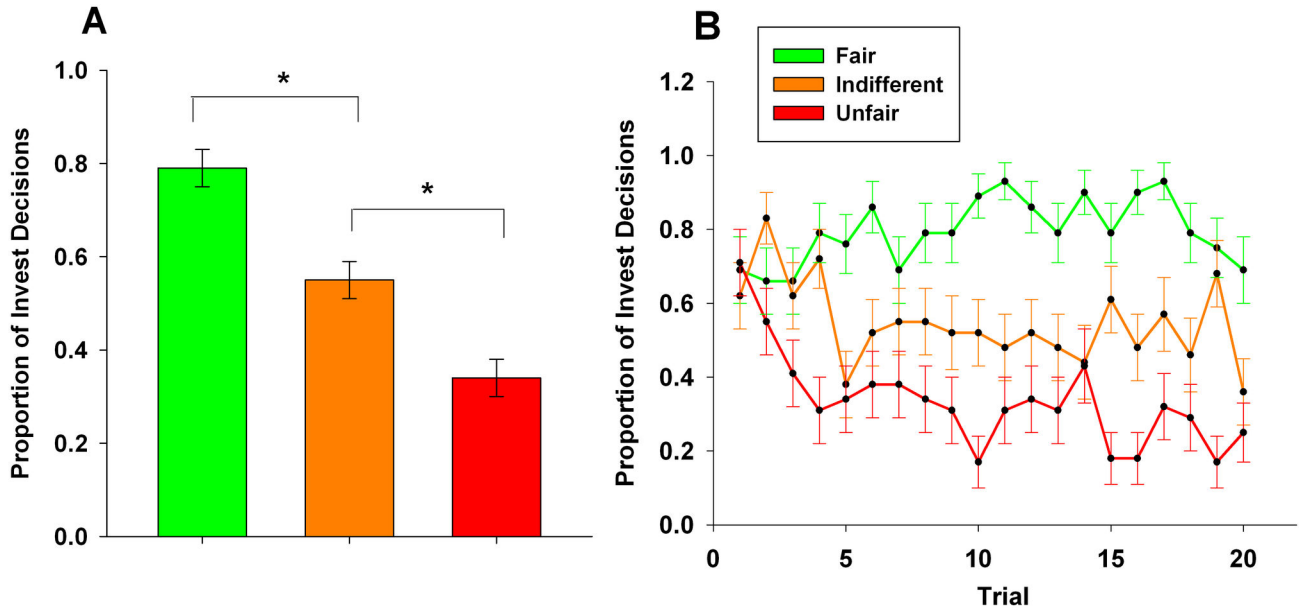 A
Proportion of Invest Decisions
1.0
0.8
0.6
0.4
0.2
0.0
*
*
B
Fair
Indifferent
Unfair
Proportion of Invest Decisions
1.2
1.0
0.8
0.6
0.4
0.2
0.0
0 5 10 15 20
Trial